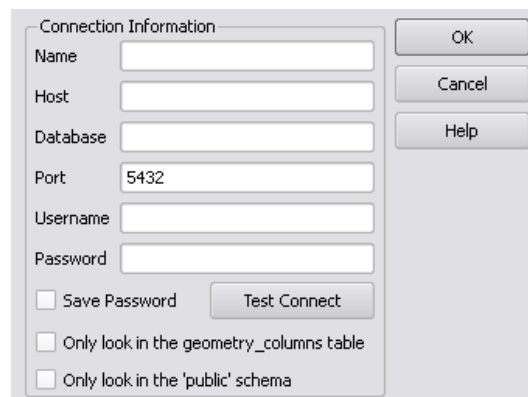 Connection Information
Name
Host
Database
Port 5432
Username
Password
Save Password Test Connect
Only look in the geometry_columns table
Only look in the 'public' schema
OK
Cancel
Help